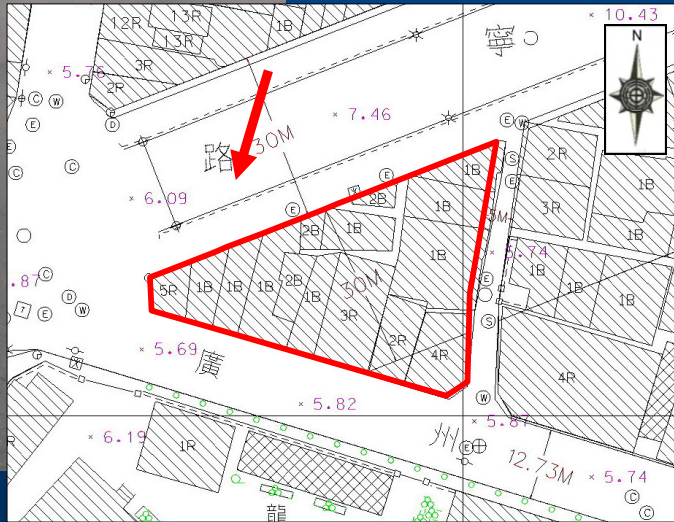 12R
13R
13R
3R
2R
1B
5.76
C
W
E
D
E
C
C
寧
10.43
N
7.46
路
30M
6.09
E
E
1B
2B
E
W
S
E
2R
3R
1B
1B
1B
2B
1B
3M
5.74
1B
E
1B
1B
1B
.87
C
D
W
E
5R
1B
1B
1B
2B
1B
30M
3R
2R
4R
S
4R
5.69
廣
5.82
W
5.87
州
E
12.73M
5.74
6.19
1R
R
龍
C
C